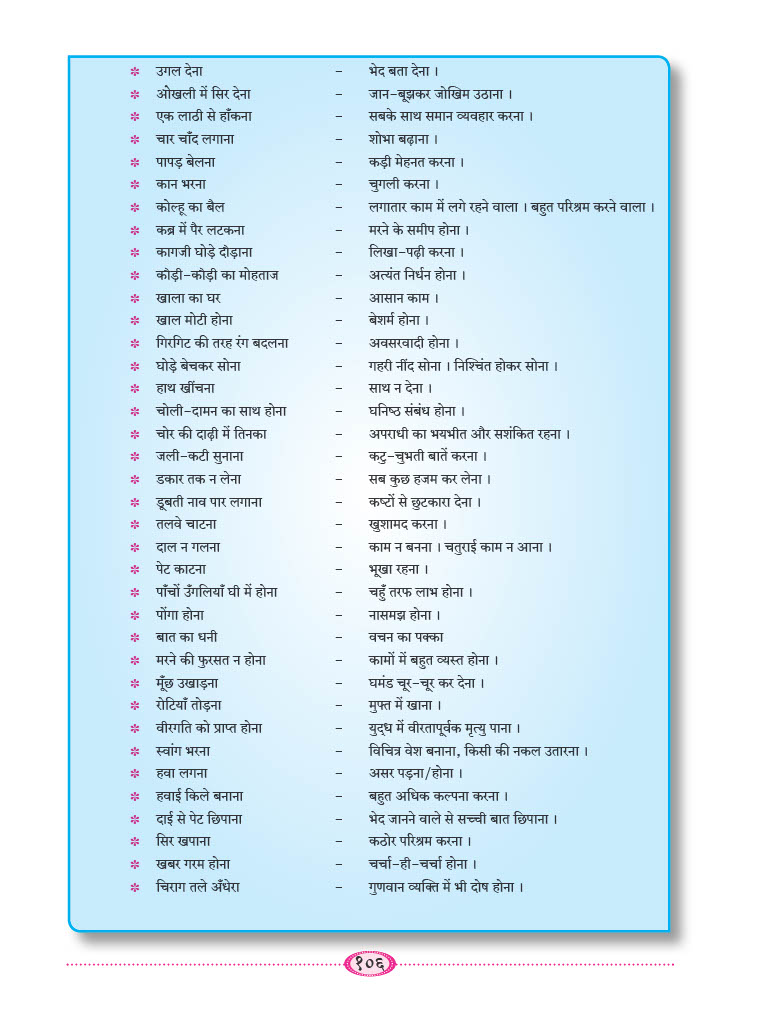 ✽ उगल देना – भेद बता देना ।
✽ ओखली में सिर देना – जान-बूझकर जोखिम उठाना ।
✽ एक लाठी से हाँकना – सबके साथ समान व्यवहार करना ।
✽ चार चाँद लगाना – शोभा बढ़ाना ।
✽ पापड़ बेलना – कड़ी मेहनत करना ।
✽ कान भरना – चुगली करना ।
✽ कोल्हू का बैल – लगातार काम में लगे रहने वाला । बहुत परिश्रम करने वाला ।
✽ कब्र में पैर लटकना – मरने के समीप होना ।
✽ कागजी घोड़े दौड़ाना – लिखा-पढ़ी करना ।
✽ कौड़ी-कौड़ी का मोहताज – अत्यंत निर्धन होना ।
✽ खाला का घर – आसान काम ।
✽ खाल मोटी होना – बेशर्म होना ।
✽ गिरगिट की तरह रंग बदलना – अवसरवादी होना ।
✽ घोड़े बेचकर सोना – गहरी नींद सोना । निश्चिंत होकर सोना ।
✽ हाथ खींचना – साथ न देना ।
✽ चोली-दामन का साथ होना – घनिष्ठ संबंध होना ।
✽ चोर की दाढ़ी में तिनका – अपराधी का भयभीत और सशंकित रहना ।
✽ जली-कटी सुनाना – कटु-चुभती बातें करना ।
✽ डकार तक न लेना – सब कुछ हजम कर लेना ।
✽ डूबती नाव पार लगाना – कष्टों से छुटकारा देना ।
✽ तलवे चाटना – खुशामद करना ।
✽ दाल न गलना – काम न बनना । चतुराई काम न आना ।
✽ पेट काटना – भूखा रहना ।
✽ पाँचों उँगलियाँ घी में होना – चहुँ तरफ लाभ होना ।
✽ पोंगा होना – नासमझ होना ।
✽ बात का धनी – वचन का पक्का
✽ मरने की फुरसत न होना – कामों में बहुत व्यस्त होना ।
✽ मूँछ उखाड़ना – घमंड चूर-चूर कर देना ।
✽ रोटियाँ तोड़ना – मुफ्त में खाना ।
✽ वीरगति को प्राप्त होना – युद्ध में वीरतापूर्वक मृत्यु पाना ।
✽ स्वांग भरना – विचित्र वेश बनाना, किसी की नकल उतारना ।
✽ हवा लगना – असर पड़ना/होना ।
✽ हवाई किले बनाना – बहुत अधिक कल्पना करना ।
✽ दाई से पेट छिपाना – भेद जानने वाले से सच्ची बात छिपाना ।
✽ सिर खपाना – कठोर परिश्रम करना ।
✽ खबर गरम होना – चर्चा-ही-चर्चा होना ।
✽ चिराग तले अँधेरा – गुणवान व्यक्ति में भी दोष होना ।
१०६